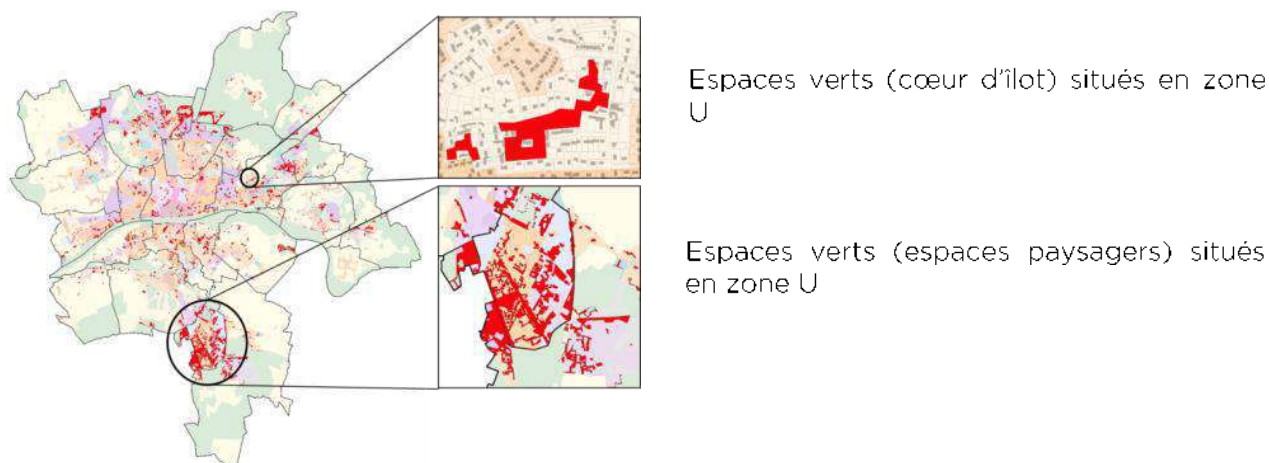 Espaces verts (cœur d'îlot) situés en zone
U
Espaces verts (espaces paysagers) situés
en zone U